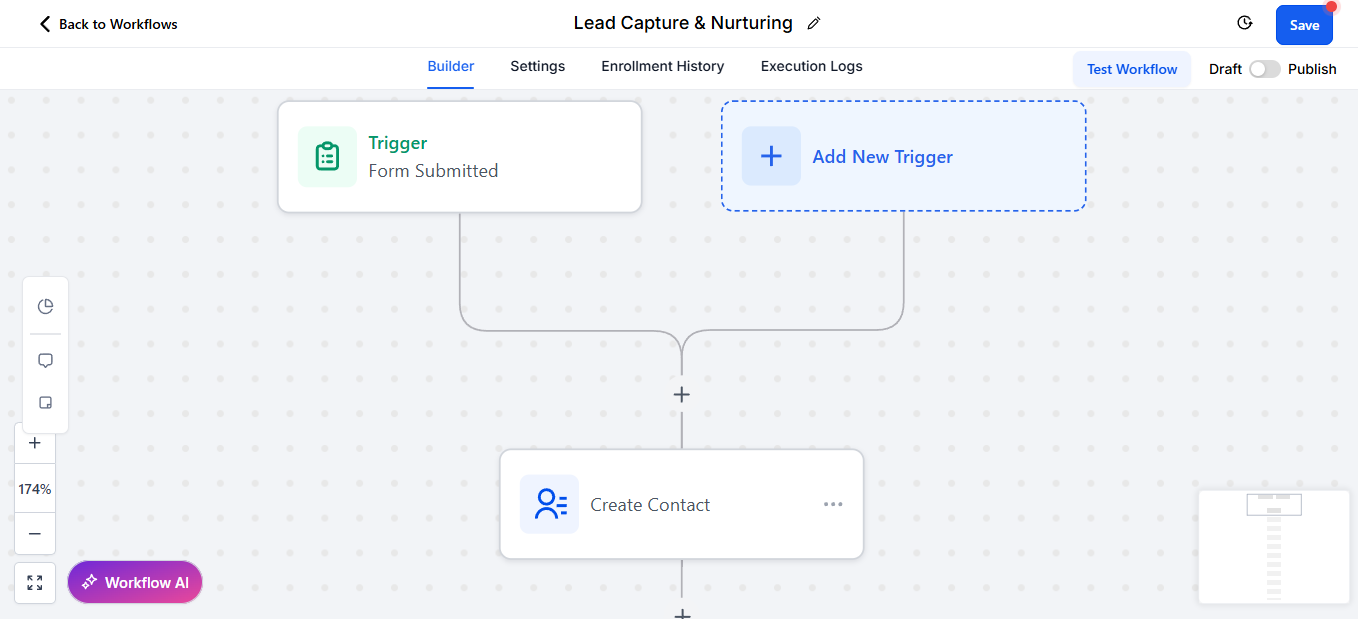 Back to Workflows
Lead Capture & Nurturing
Save
Builder
Settings
Enrollment History
Execution Logs
Test Workflow
Draft
Publish
Trigger
Form Submitted
Add New Trigger
Create Contact
174%
Workflow AI